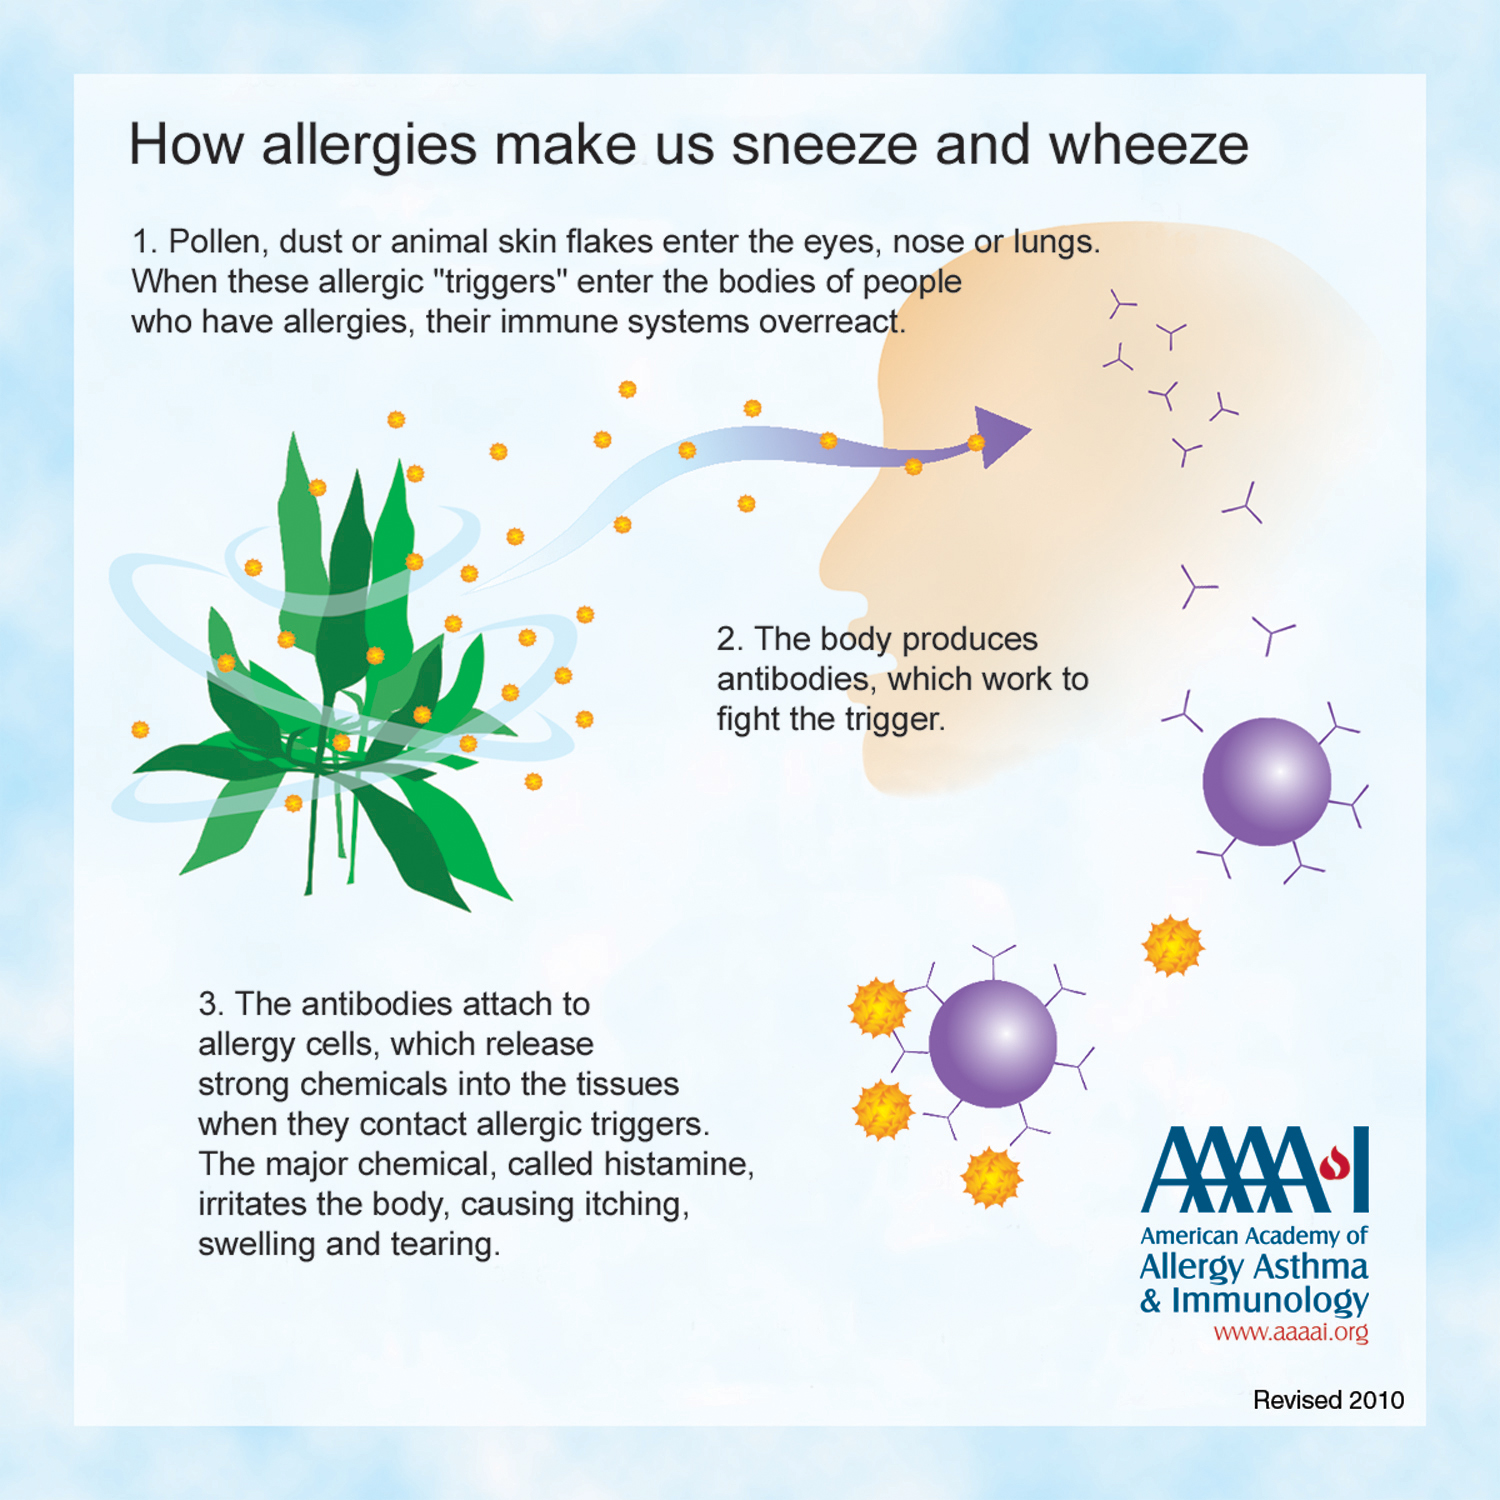 How allergies make us sneeze and wheeze
1. Pollen, dust or animal skin flakes enter the eyes, nose or lungs.
When these allergic "triggers" enter the bodies of people
who have allergies, their immune systems overreact.
2. The body produces
antibodies, which work to
fight the trigger.
3. The antibodies attach to
allergy cells, which release
strong chemicals into the tissues
when they contact allergic triggers.
The major chemical, called histamine,
irritates the body, causing itching,
swelling and tearing.
AAAAI
American Academy of
Allergy Asthma
& Immunology
www.aaaai.org
Revised 2010